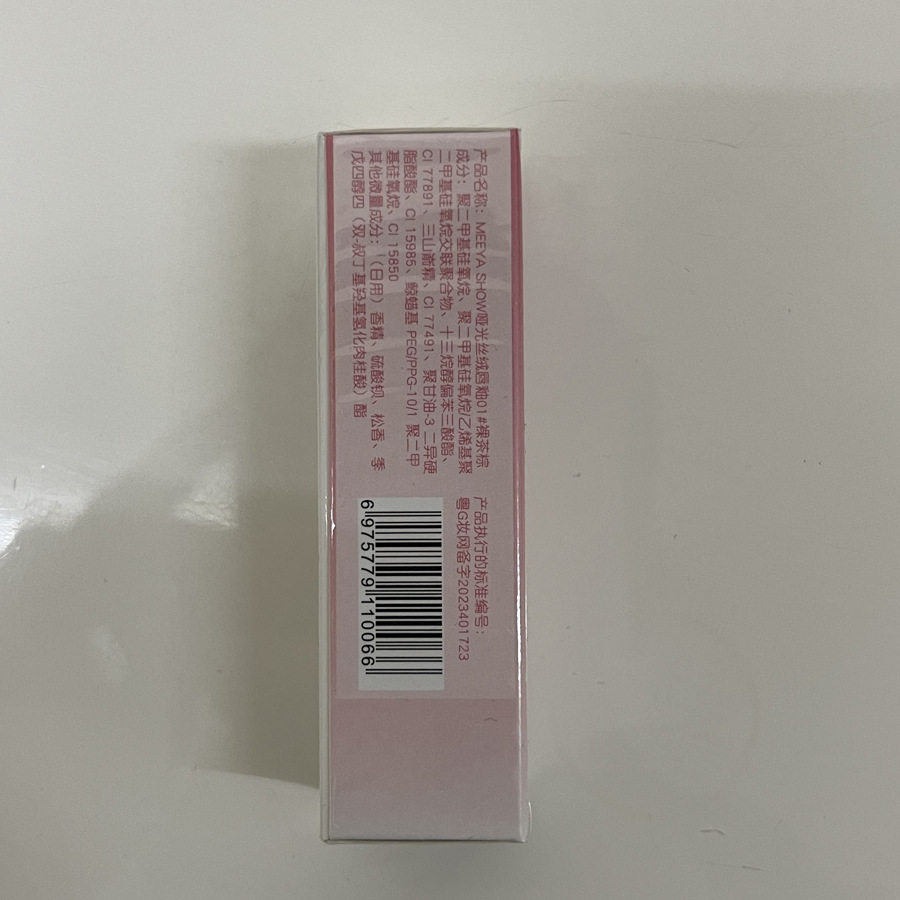 产品名称：MEEYA SHOW哑光丝绒唇釉01#裸茶棕
成分：聚二甲基硅氧烷、聚二甲基硅氧烷/乙烯基聚
二甲基硅氧烷交联聚合物、十三烷醇偏苯三酸酯、
CI 77891、三山嵛精、CI 77491、聚甘油-3 二异硬
脂酸酯、CI 15985、鲸蜡基 PEG/PPG-10/1 聚二甲
基硅氧烷、CI 15850
其他微量成分：（日用）香精、硫酸钡、松香、季
戊四醇四（双-叔丁基羟基氢化肉桂酸）酯
产品执行的标准编号：
粤G妆网备字2023401723
6975779110066